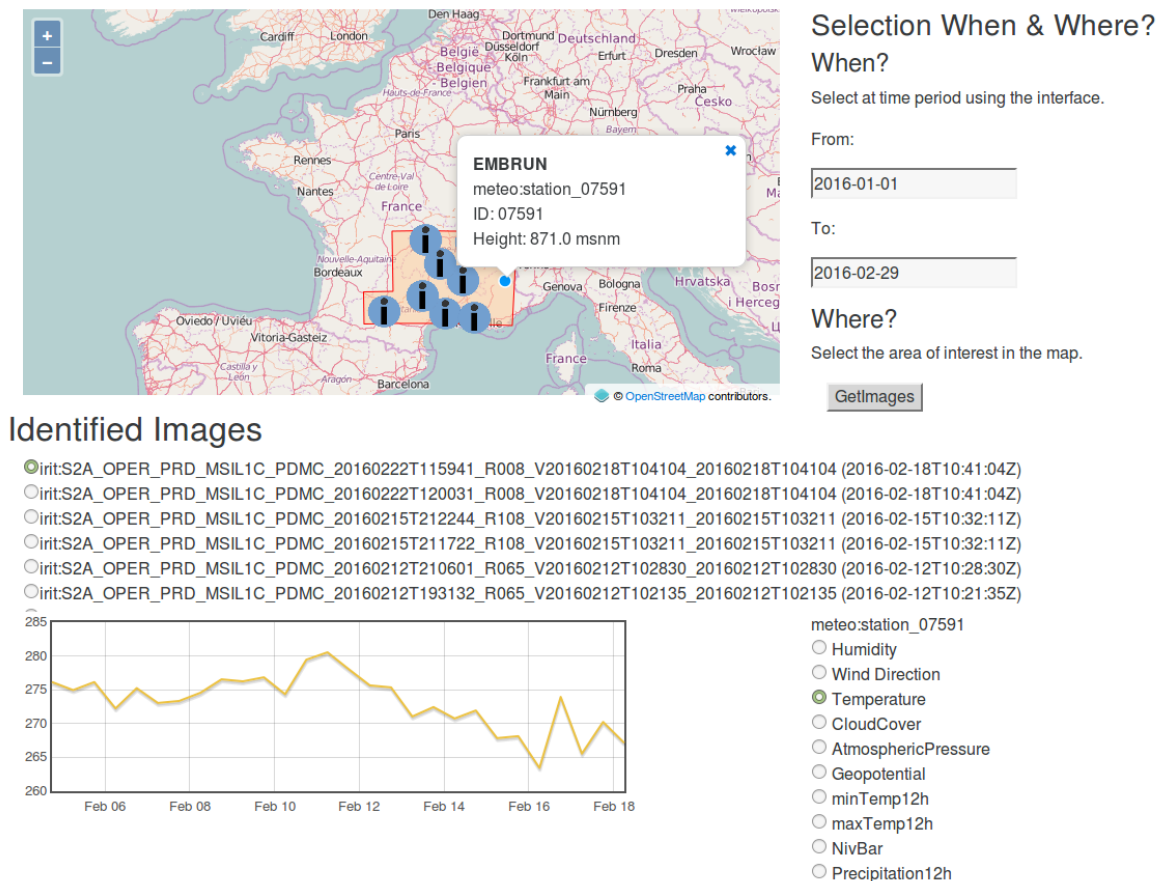 +
−
Den Haag
Cardiff
London
Dortmund
Deutschland
Düsseldorf
Köln
België
- Belgique
- Belgien
Erfurt
Dresden
Wrocław
Hauts-de-France
Frankfurt am
Main
Praha
Česko
Nürnberg
Bayern
Paris
Rennes
Nantes
Centre-Val
de Loire
France
Nouvelle-Aquitaine
Bordeaux
Genova
Bologna
Firenze
Hrvatska
Italia
Roma
France
Oviedo / Uviéu
Vitoria-Gasteiz
Castilla y
León
Aragón
Barcelona
EMBRUN
meteo:station_07591
ID: 07591
Height: 871.0 msnm
© OpenStreetMap contributors.
Selection When & Where?
When?
Select at time period using the interface.
From:
2016-01-01
To:
2016-02-29
Where?
Select the area of interest in the map.
GetImages
Identified Images
irit:S2A_OPER_PRD_MSIL1C_PDMC_20160222T115941_R008_V20160218T104104_20160218T104104 (2016-02-18T10:41:04Z)
irit:S2A_OPER_PRD_MSIL1C_PDMC_20160222T120031_R008_V20160218T104104_20160218T104104 (2016-02-18T10:41:04Z)
irit:S2A_OPER_PRD_MSIL1C_PDMC_20160215T212244_R108_V20160215T103211_20160215T103211 (2016-02-15T10:32:11Z)
irit:S2A_OPER_PRD_MSIL1C_PDMC_20160215T211722_R108_V20160215T103211_20160215T103211 (2016-02-15T10:32:11Z)
irit:S2A_OPER_PRD_MSIL1C_PDMC_20160212T210601_R065_V20160212T102830_20160212T102830 (2016-02-12T10:28:30Z)
irit:S2A_OPER_PRD_MSIL1C_PDMC_20160212T193132_R065_V20160212T102135_20160212T102135 (2016-02-12T10:21:35Z)
285
280
275
270
265
260
Feb 06 Feb 08 Feb 10 Feb 12 Feb 14 Feb 16 Feb 18
meteo:station_07591
Humidity
Wind Direction
Temperature
CloudCover
AtmosphericPressure
Geopotential
minTemp12h
maxTemp12h
NivBar
Precipitation12h